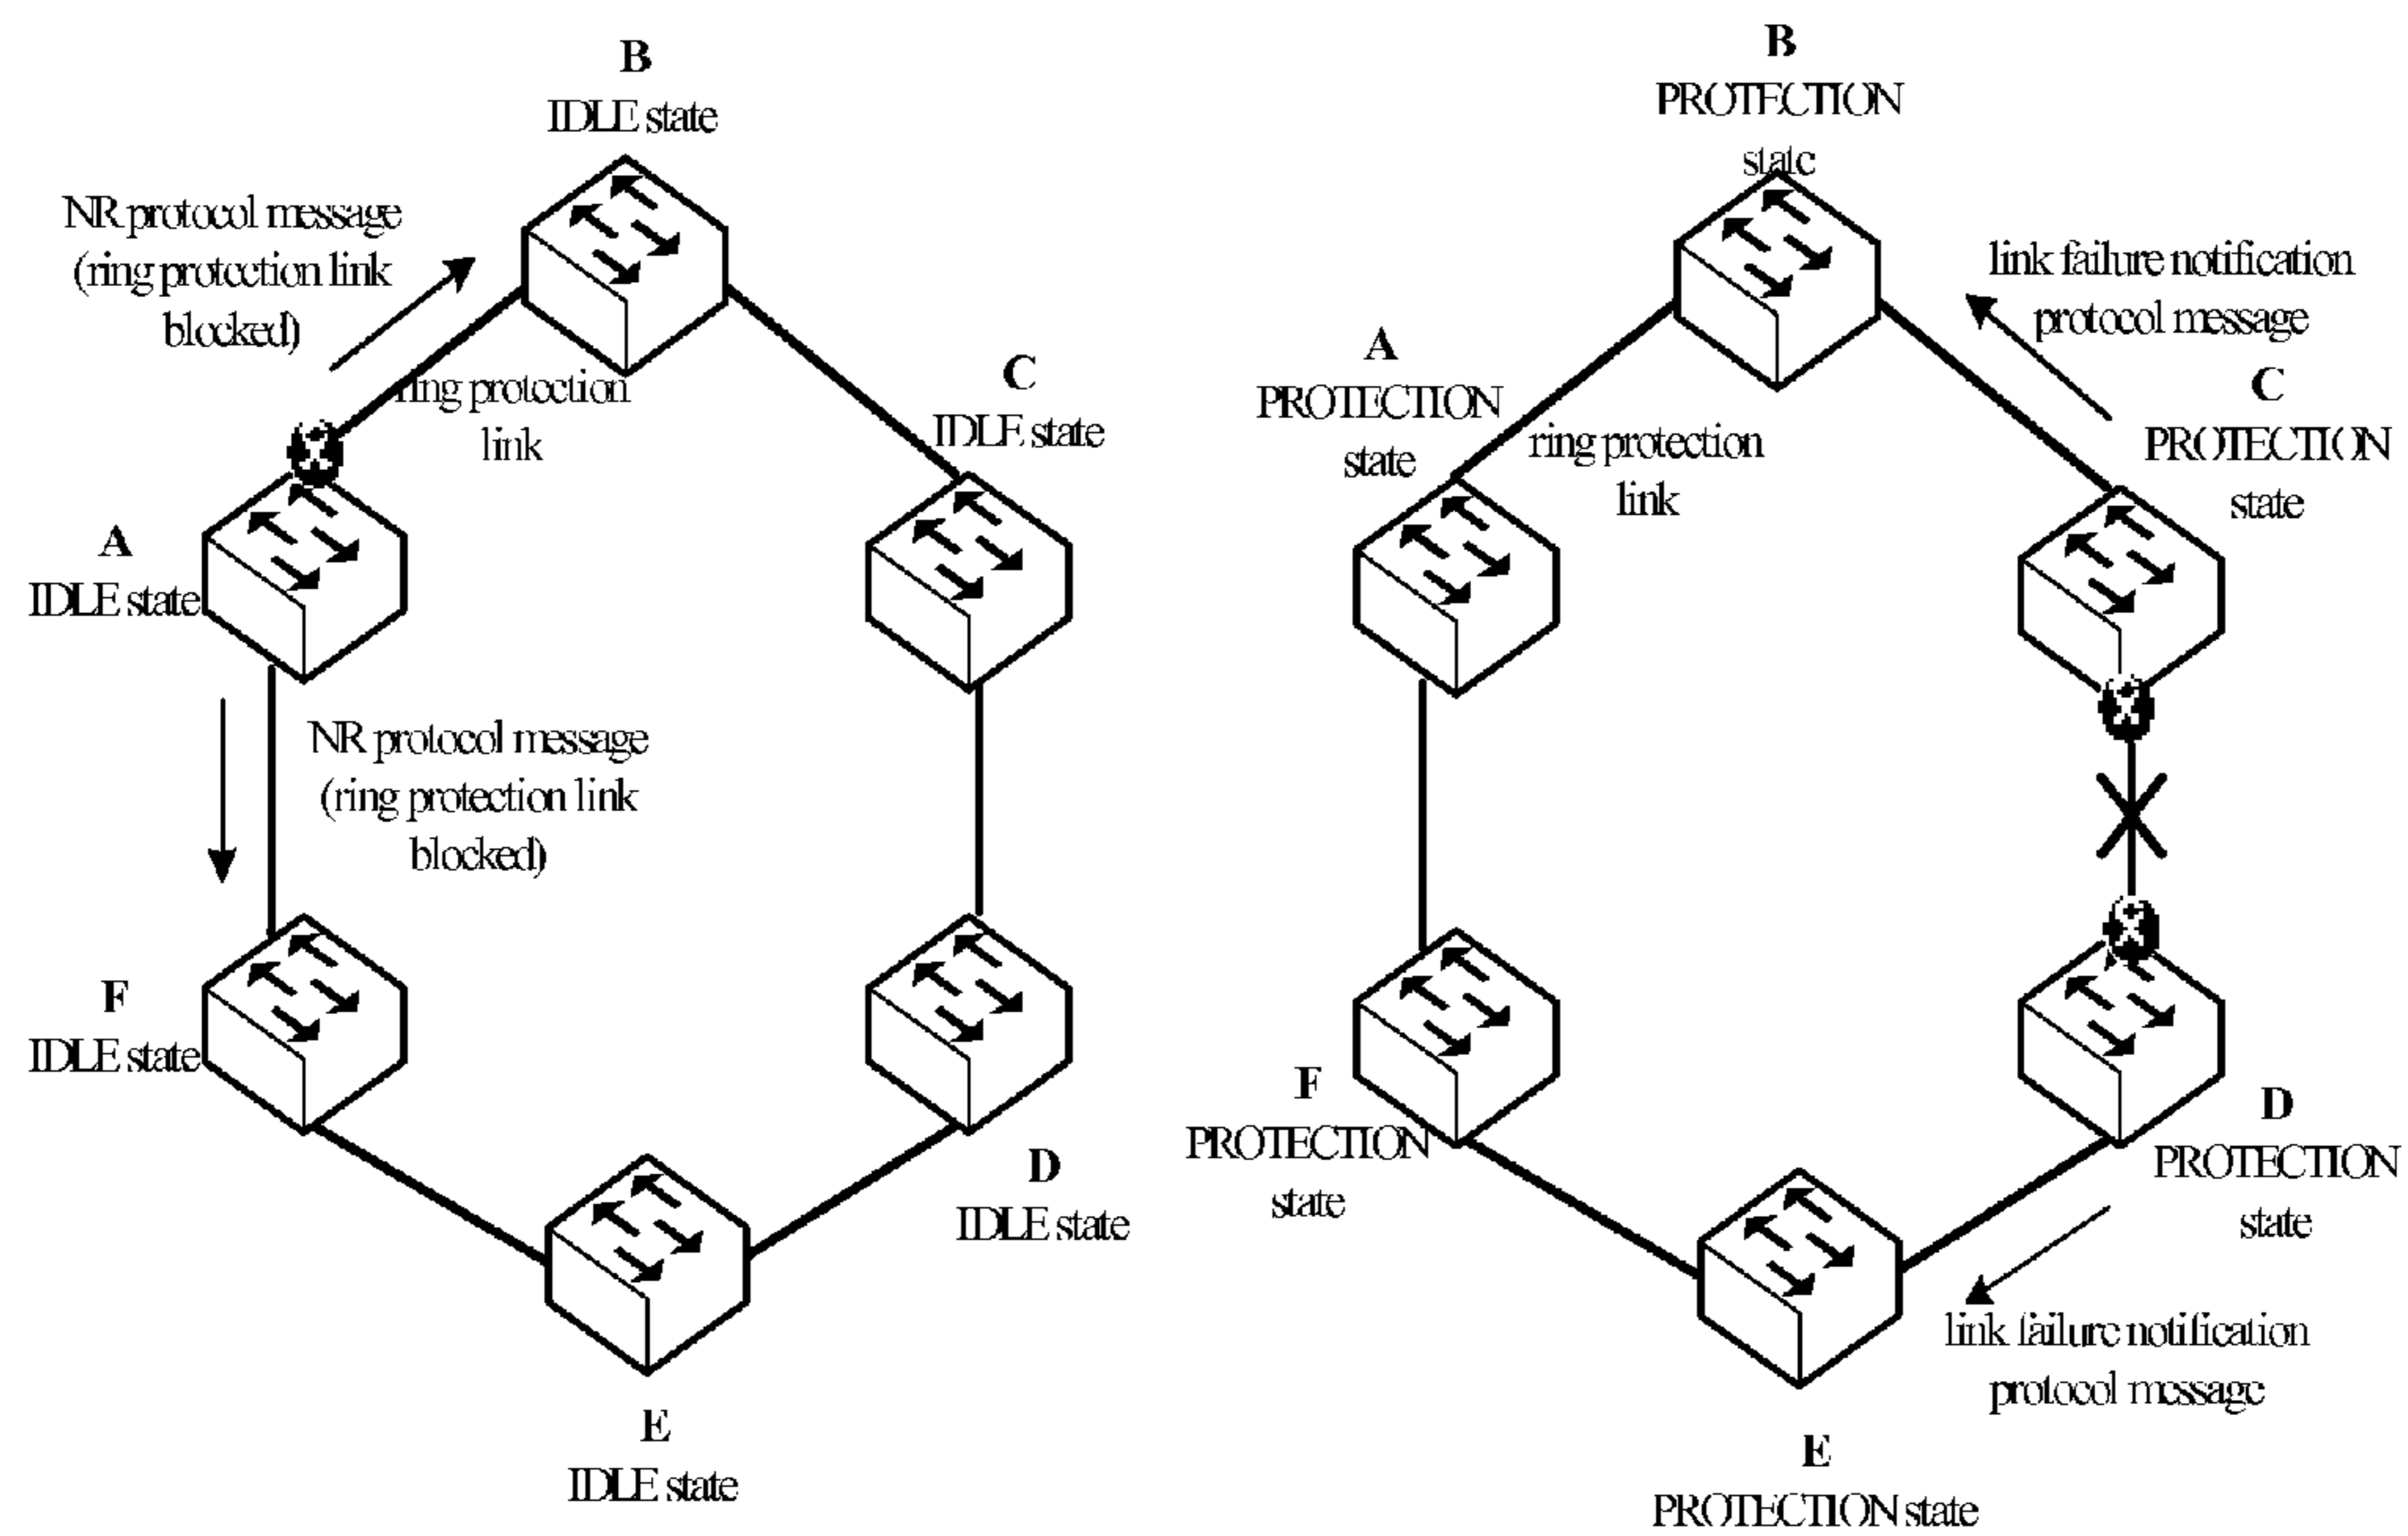 B
IDLE state
NR protocol message
(ring protection link
blocked)
ring protection
link
C
IDLE state
A
IDLE state
NR protocol message
(ring protection link
blocked)
F
IDLE state
D
IDLE state
E
IDLE state
B
PROTECTION
state
link failure notification
protocol message
A
PROTECTION
state
ring protection
link
C
PROTECTION
state
F
PROTECTION
state
D
PROTECTION
state
link failure notification
protocol message
E
PROTECTION state